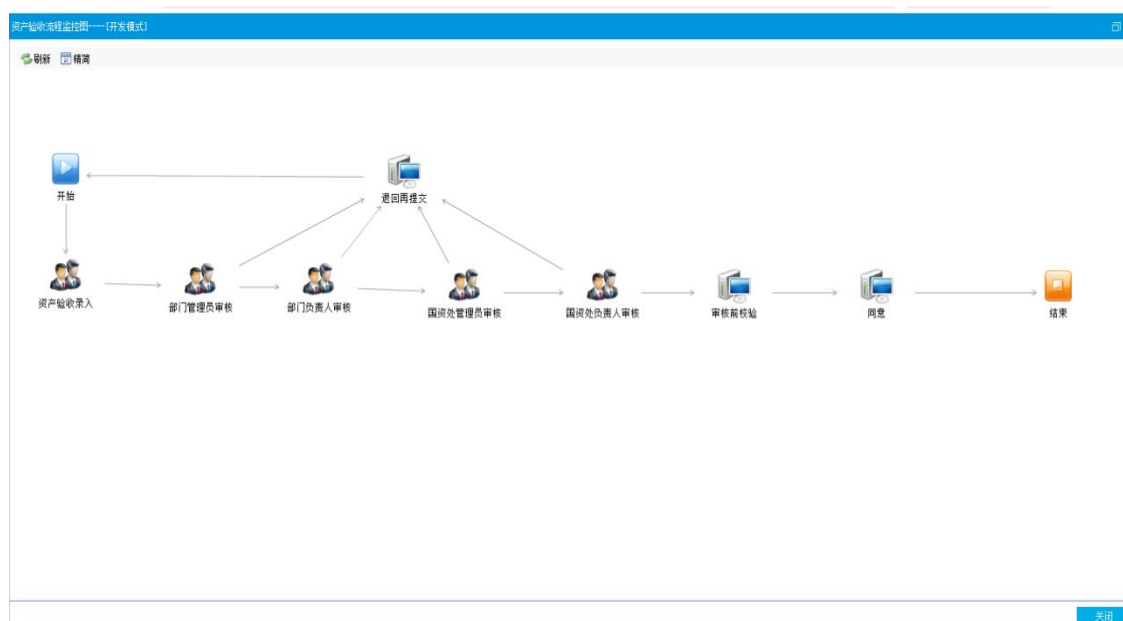 资产验收流程监控图----[开发模式]
刷新 精简
开始
退回再提交
资产验收录入
部门管理员审核
部门负责人审核
国资处管理员审核
国资处负责人审核
审核前校验
同意
结束
关闭